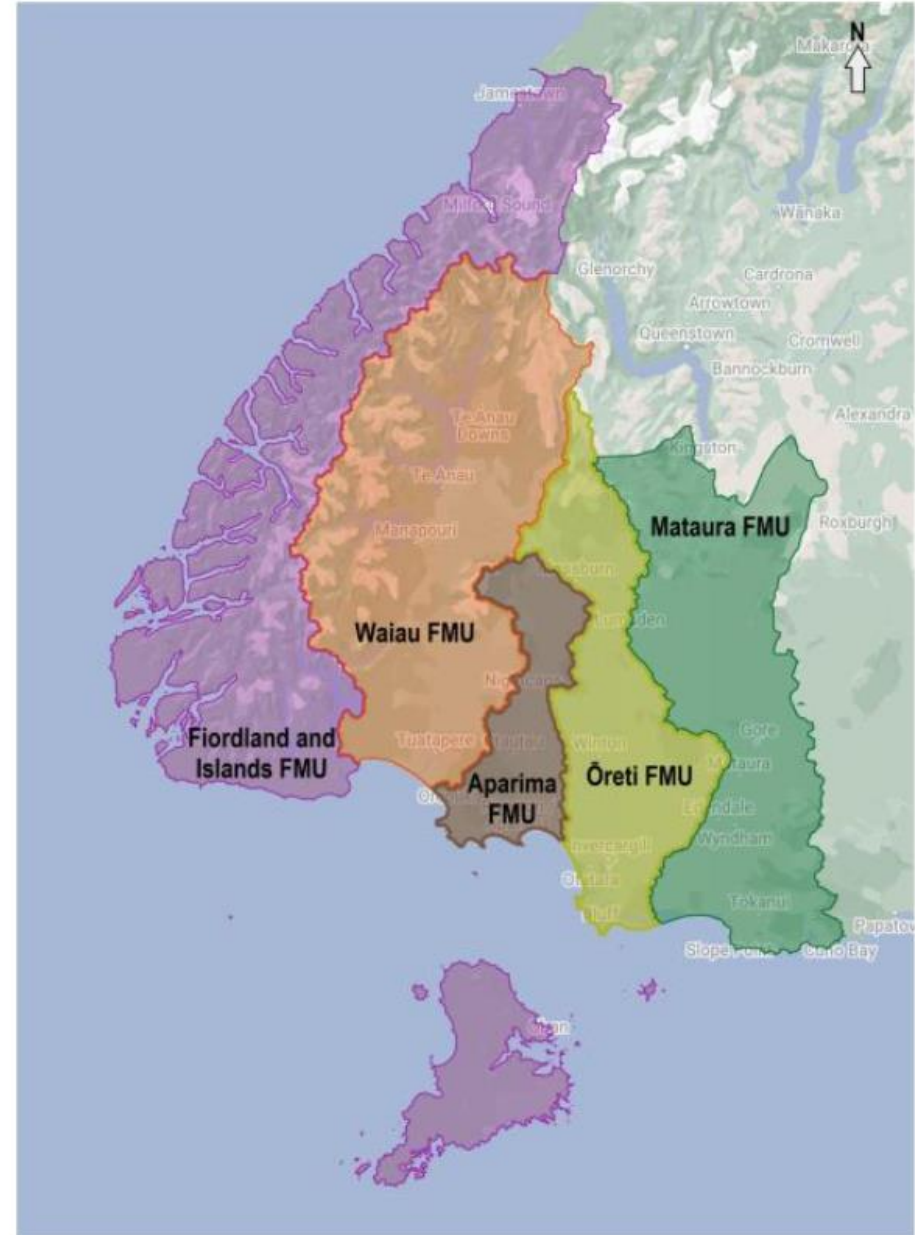 N
Makarora
Jamestown
Milford Sound
Wānaka
Glenorchy
Cardrona
Arrowtown
Queenstown
Cromwell
Bannockburn
Te Anau
Downs
Alexandra
Kingston
Te Anau
Mataura FMU
Roxburgh
Manapouri
Waiau FMU
Lumsden
Fiordland and
Islands FMU
Tuatapere
Winton
Gore
Mataura
Aparima
FMU
Ōreti FMU
Edendale
Wyndham
Invercargill
Tokanui
Bluff
Slope Point
Curio Bay
Oban